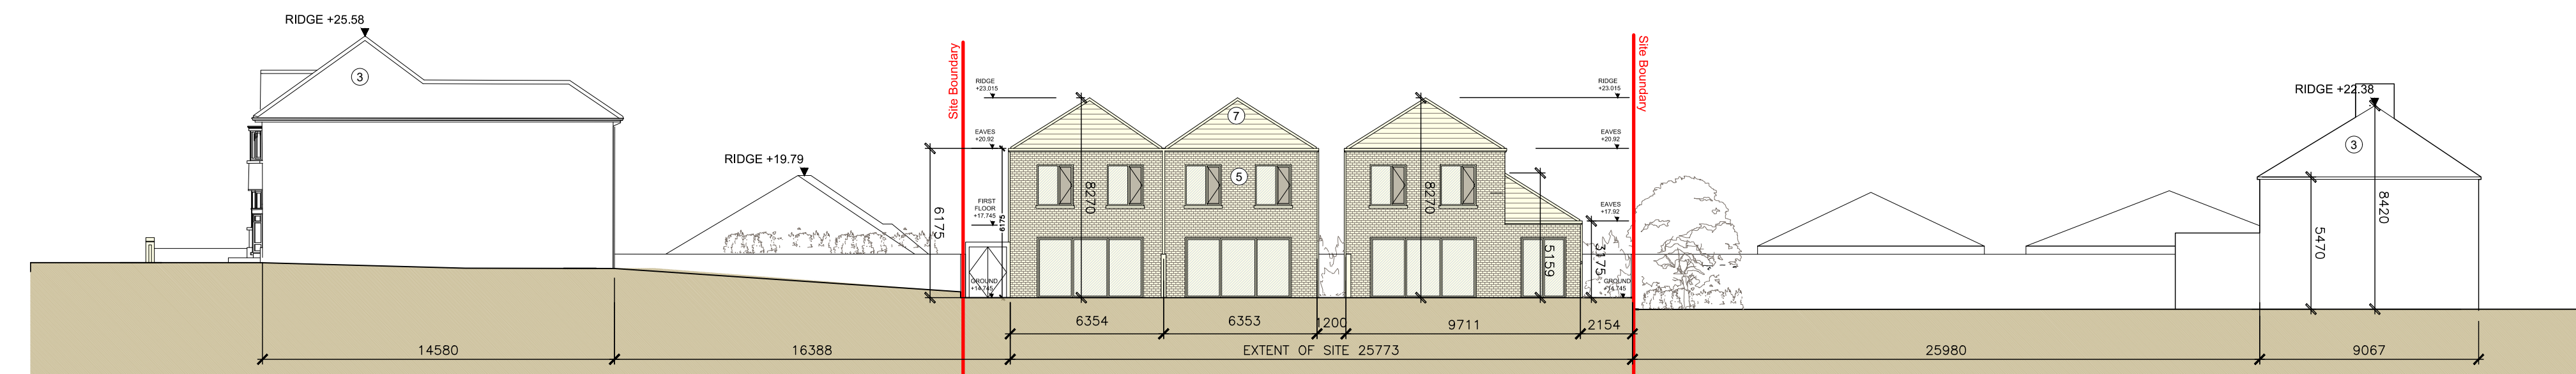 RIDGE +25.58
3
RIDGE +19.79
Site Boundary
RIDGE
+23.015
EAVES
+20.92
FIRST
FLOOR
+17.745
GROUND
+14.745
6175
6175
8270
7
5
8270
5159
3175
RIDGE
+23.015
EAVES
+20.92
EAVES
+17.92
GROUND
+14.745
Site Boundary
RIDGE +22.38
3
8420
5470
6354
6353
1200
9711
2154
14580
16388
EXTENT OF SITE 25773
25980
9067